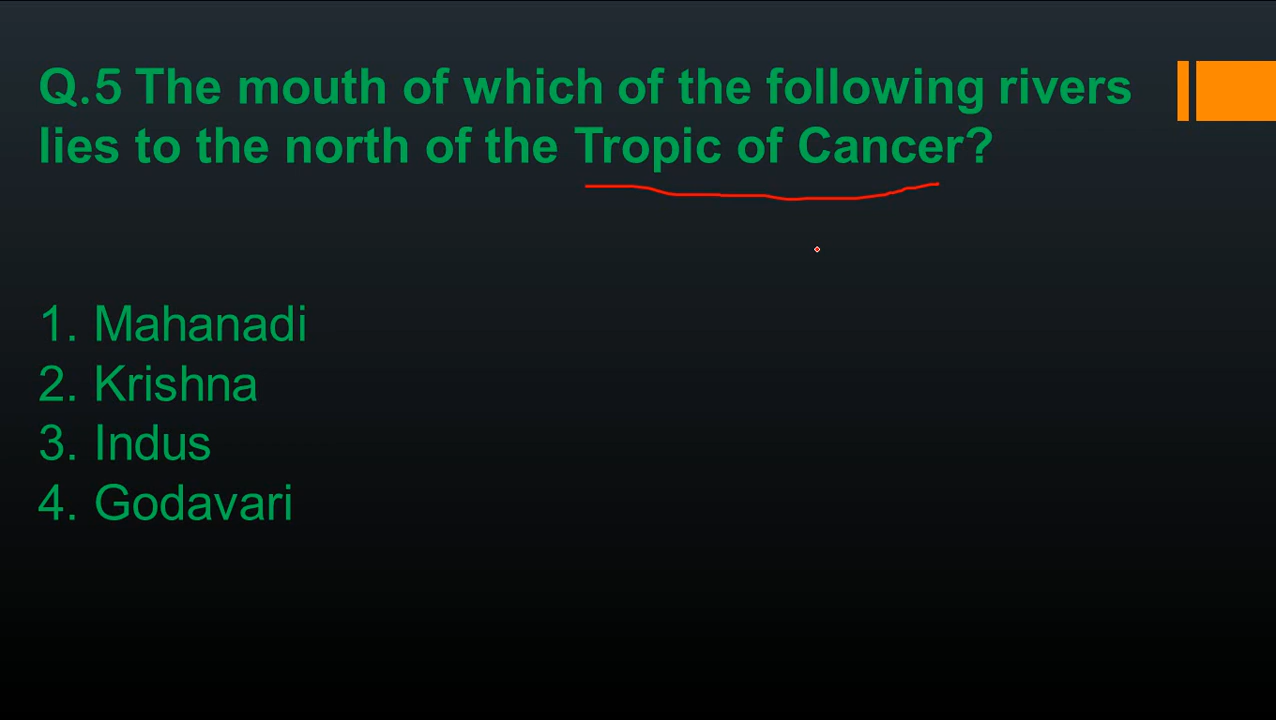 Q.5 The mouth of which of the following rivers
lies to the north of the Tropic of Cancer?
1. Mahanadi
2. Krishna
3. Indus
4. Godavari